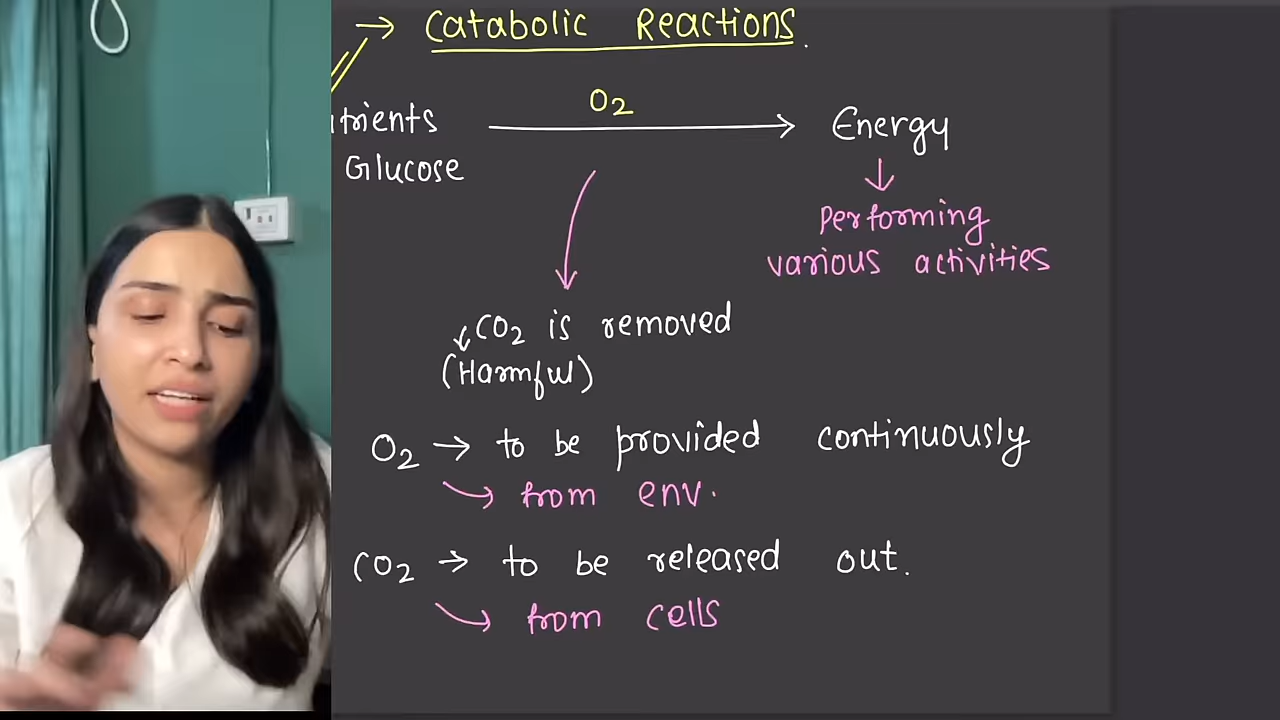 → Catabolic Reactions.
O2
trients → Energy
Glucose ↓
Performing
various activities
CO2 is removed
(Harmful)
O2 → to be provided continuously
from env.
CO2 → to be released out.
from cells